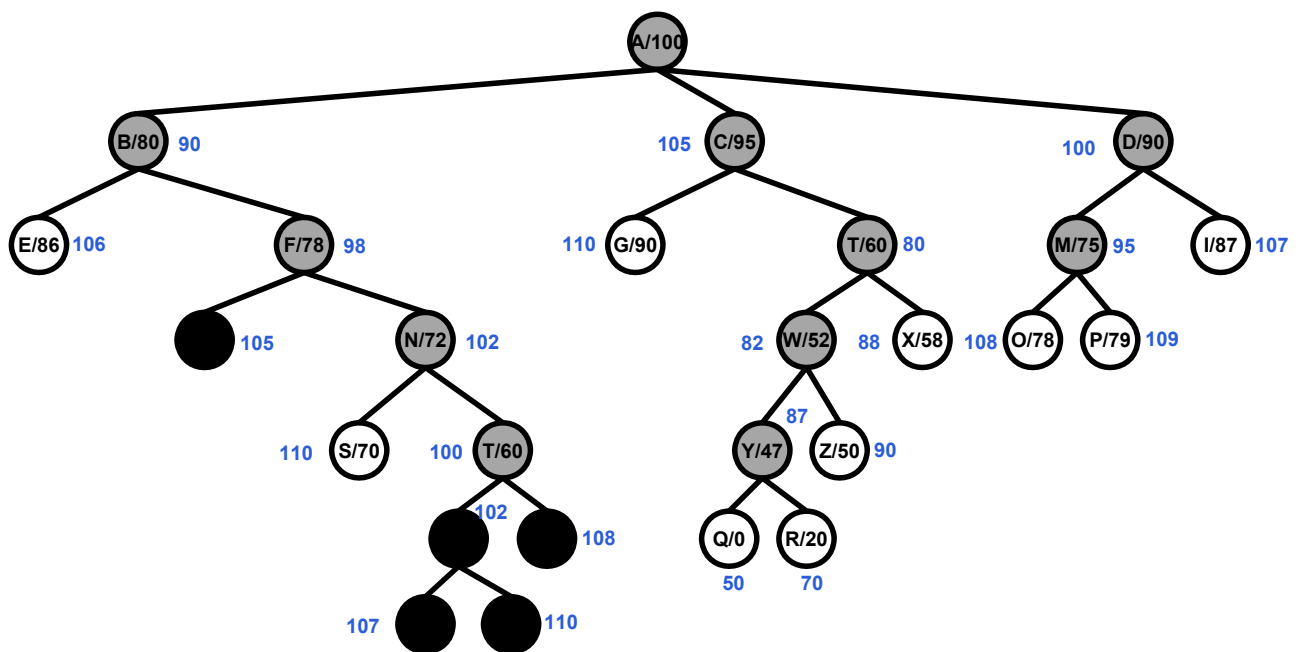 A/100
B/80 90 105 C/95 100 D/90
E/86 106 F/78 98 110 G/90 T/60 80 M/75 95 I/87 107
105 N/72 102 82 W/52 88 X/58 108 O/78 P/79 109
87
110 S/70 100 T/60 Y/47 Z/50 90
102
108 Q/0 R/20
50 70
107 110